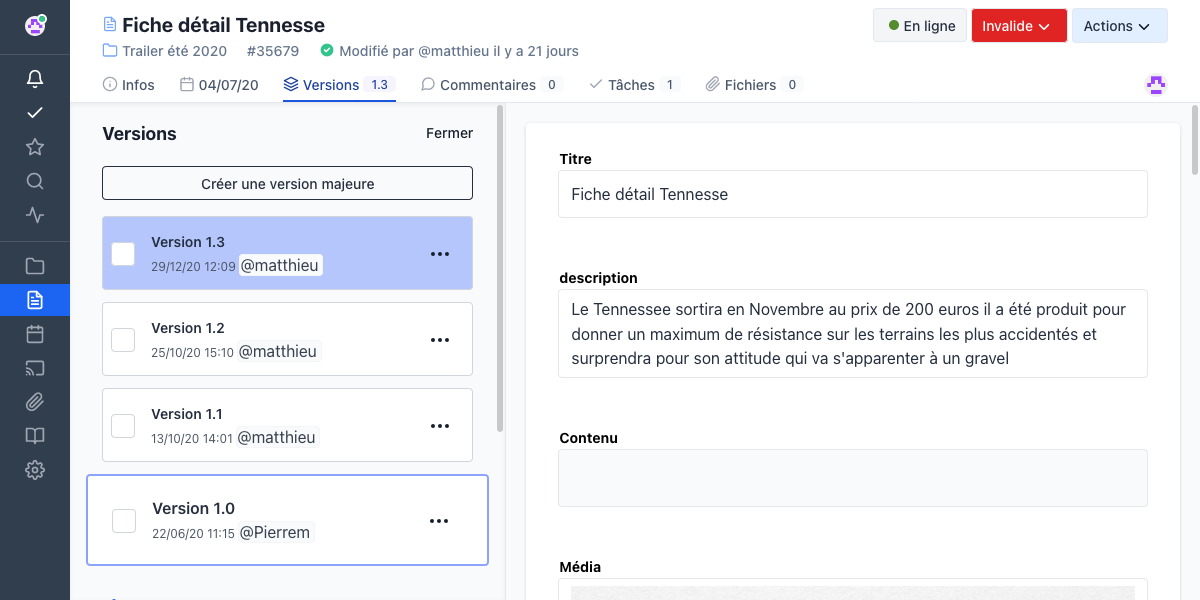 Fiche détail Tennesse
En ligne
Invalide
Actions
Trailer été 2020 #35679 Modifié par @matthieu il y a 21 jours
Infos 04/07/20 Versions 1.3 Commentaires 0 Tâches 1 Fichiers 0
Versions
Fermer
Créer une version majeure
Version 1.3
29/12/20 12:09 @matthieu
Version 1.2
25/10/20 15:10 @matthieu
Version 1.1
13/10/20 14:01 @matthieu
Version 1.0
22/06/20 11:15 @Pierrem
Titre
Fiche détail Tennesse
description
Le Tennessee sortira en Novembre au prix de 200 euros il a été produit pour
donner un maximum de résistance sur les terrains les plus accidentés et
surprendra pour son attitude qui va s'apparenter à un gravel
Contenu
Média